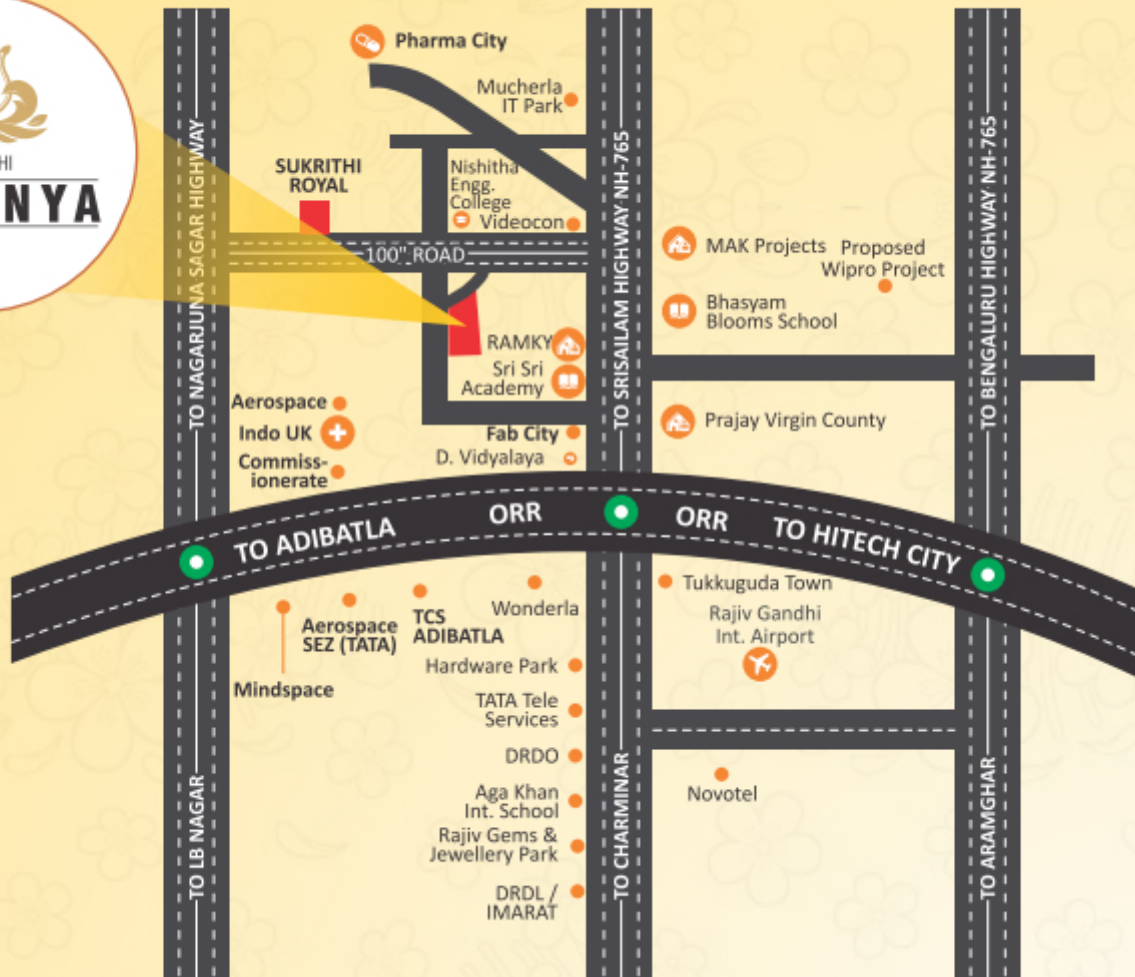 HI
NYA
Pharma City
Mucherla
IT Park
SUKRITHI
ROYAL
Nishitha
Engg.
College
Videocon
100" ROAD
TO NAGARJUNA SAGAR HIGHWAY
TO SRISAILAM HIGHWAY NH-765
TO BENGALURU HIGHWAY NH-765
MAK Projects
Proposed
Wipro Project
Bhasyam
Blooms School
RAMKY
Sri Sri
Academy
Aerospace
Indo UK
Commiss-
ionerate
Fab City
D. Vidyalaya
Prajay Virgin County
TO ADIBATLA
ORR
ORR
TO HITECH CITY
Mindspace
Aerospace
SEZ (TATA)
TCS
ADIBATLA
Wonderla
Tukkuguda Town
Rajiv Gandhi
Int. Airport
Hardware Park
TATA Tele
Services
DRDO
Aga Khan
Int. School
Rajiv Gems &
Jewellery Park
DRDL /
IMARAT
Novotel
TO LB NAGAR
TO CHARMINAR
TO ARAMGHAR